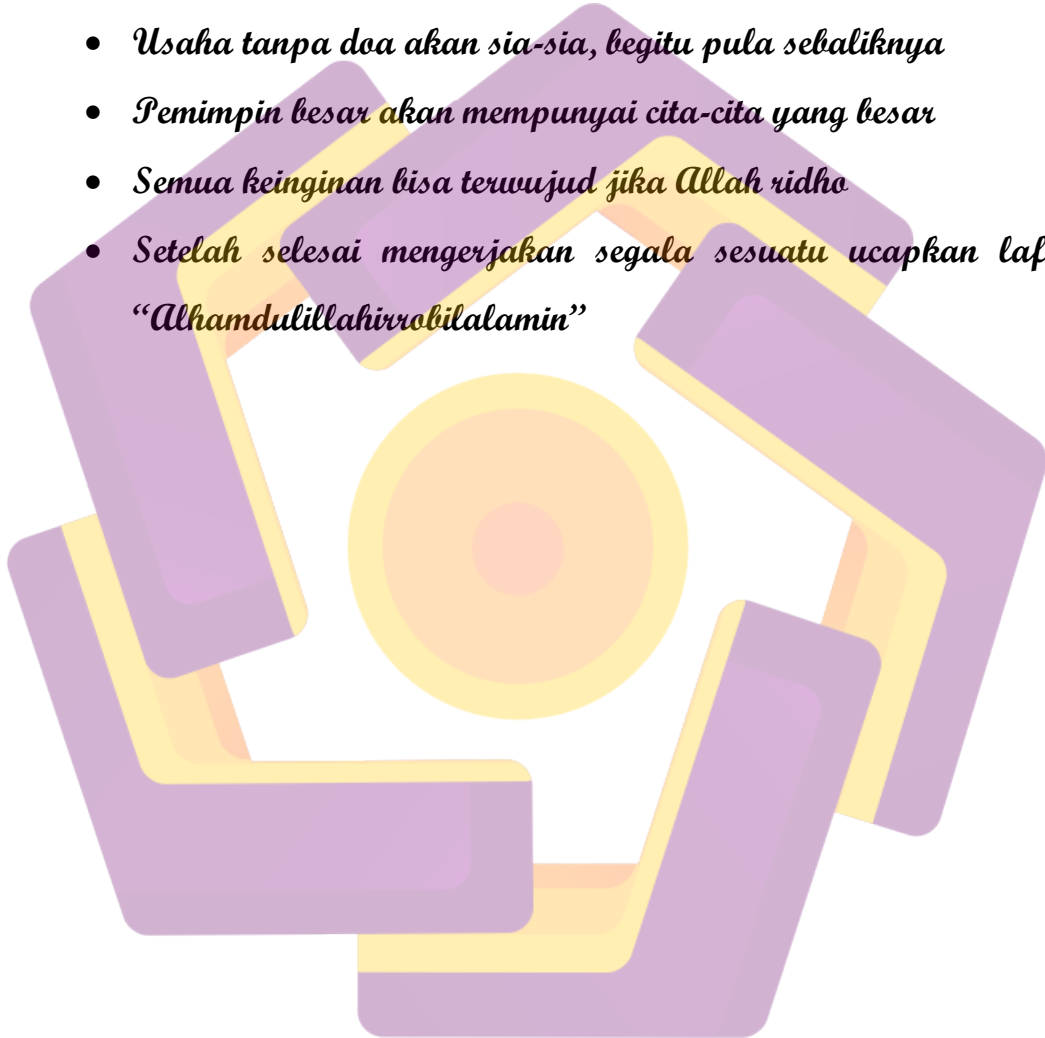 • Usaha tanpa doa akan sia-sia, begitu pula sebaliknya
• Pemimpin besar akan mempunyai cita-cita yang besar
• Semua keinginan bisa terwujud jika Allah ridho
• Setelah selesai mengerjakan segala sesuatu ucapkan
“Alhamdulillahirrobilalamin”